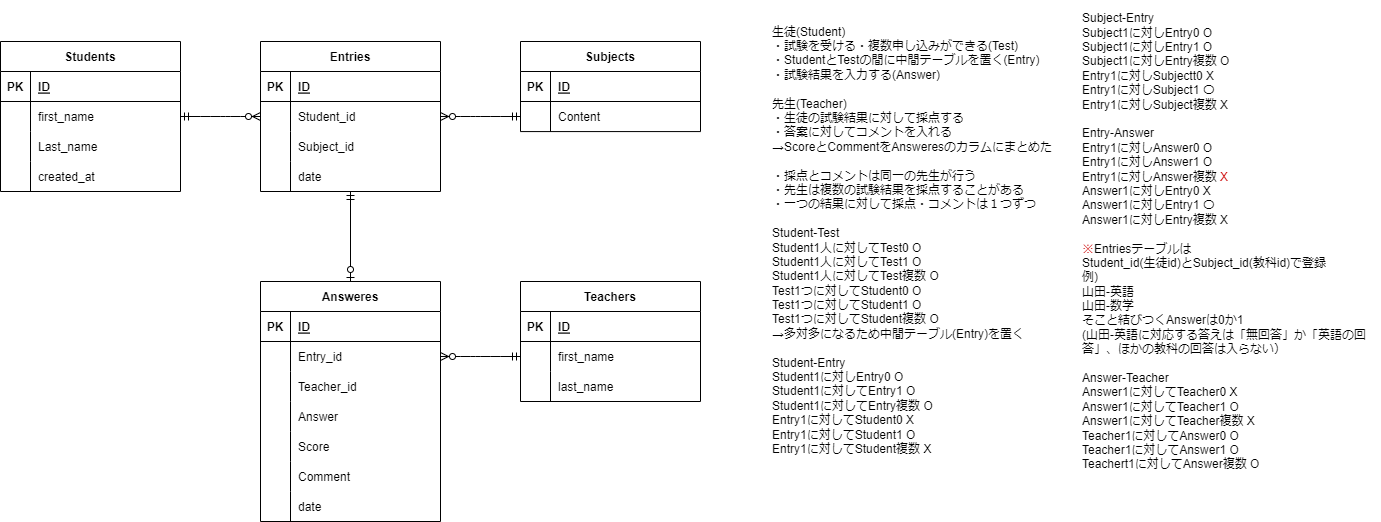 Students
PK
ID
first_name
Last_name
created_at
Entries
PK
ID
Student_id
Subject_id
date
Subjects
PK
ID
Content
Answeres
PK
ID
Entry_id
Teacher_id
Answer
Score
Comment
date
Teachers
PK
ID
first_name
last_name
生徒(Student)
・試験を受ける・複数申し込みができる(Test)
・StudentとTestの間に中間テーブルを置く(Entry)
・試験結果を入力する(Answer)
先生(Teacher)
・生徒の試験結果に対して採点する
・答案に対してコメントを入れる
→ScoreとCommentをAnsweresのカラムにまとめた
・採点とコメントは同一の先生が行う
・先生は複数の試験結果を採点することがある
・一つの結果に対して採点・コメントは１つずつ
Student-Test
Student1人に対してTest0 O
Student1人に対してTest1 O
Student1人に対してTest複数 O
Test1つに対してStudent0 O
Test1つに対してStudent1 O
Test1つに対してStudent複数 O
→多対多になるため中間テーブル(Entry)を置く
Student-Entry
Student1に対しEntry0 O
Student1に対してEntry1 O
Student1に対してEntry複数 O
Entry1に対してStudent0 X
Entry1に対してStudent1 O
Entry1に対してStudent複数 X
Subject-Entry
Subject1に対しEntry0 O
Subject1に対しEntry1 O
Subject1に対しEntry複数 O
Entry1に対しSubjectt0 X
Entry1に対しSubject1 〇
Entry1に対しSubject複数 X
Entry-Answer
Entry1に対しAnswer0 O
Entry1に対しAnswer1 O
Entry1に対しAnswer複数 X
Answer1に対しEntry0 X
Answer1に対しEntry1 〇
Answer1に対しEntry複数 X
※Entriesテーブルは
Student_id(生徒id)とSubject_id(教科id)で登録
例)
山田-英語
山田-数学
そこと結びつくAnswerは0か1
(山田-英語に対応する答えは「無回答」か「英語の回
答」、ほかの教科の回答は入らない）
Answer-Teacher
Answer1に対してTeacher0 X
Answer1に対してTeacher1 O
Answer1に対してTeacher複数 X
Teacher1に対してAnswer0 O
Teacher1に対してAnswer1 O
Teachert1に対してAnswer複数 O